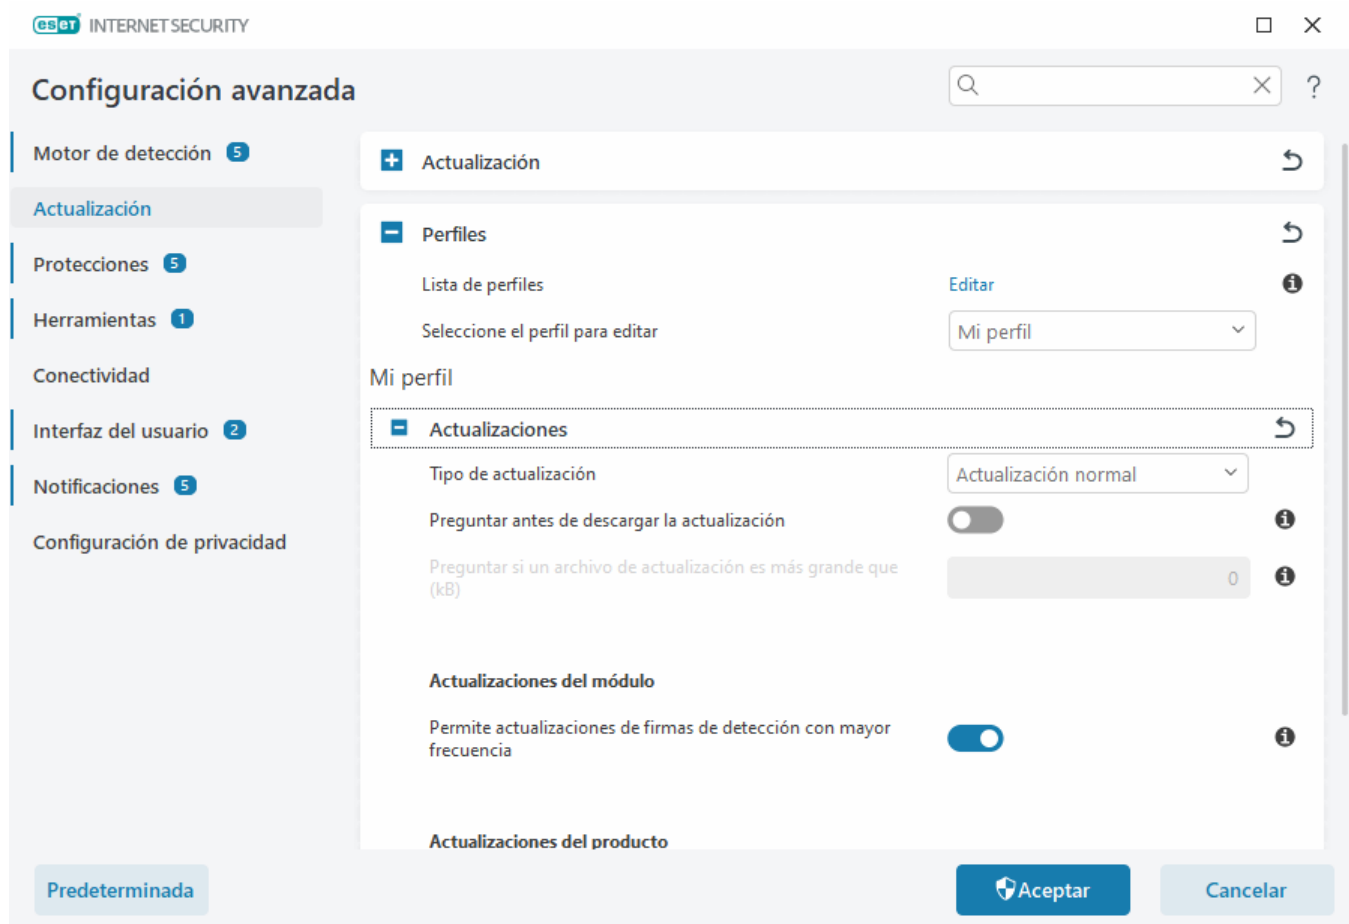 eset INTERNET SECURITY
Configuración avanzada
?
Motor de detección 5
Actualización
Protecciones 5
Herramientas 1
Conectividad
Interfaz del usuario 2
Notificaciones 5
Configuración de privacidad
Actualización
Perfiles
Lista de perfiles Editar
Seleccione el perfil para editar Mi perfil
Mi perfil
Actualizaciones
Tipo de actualización Actualización normal
Preguntar antes de descargar la actualización
Preguntar si un archivo de actualización es más grande que
(kB) 0
Actualizaciones del módulo
Permite actualizaciones de firmas de detección con mayor
frecuencia
Actualizaciones del producto
Predeterminada Aceptar Cancelar